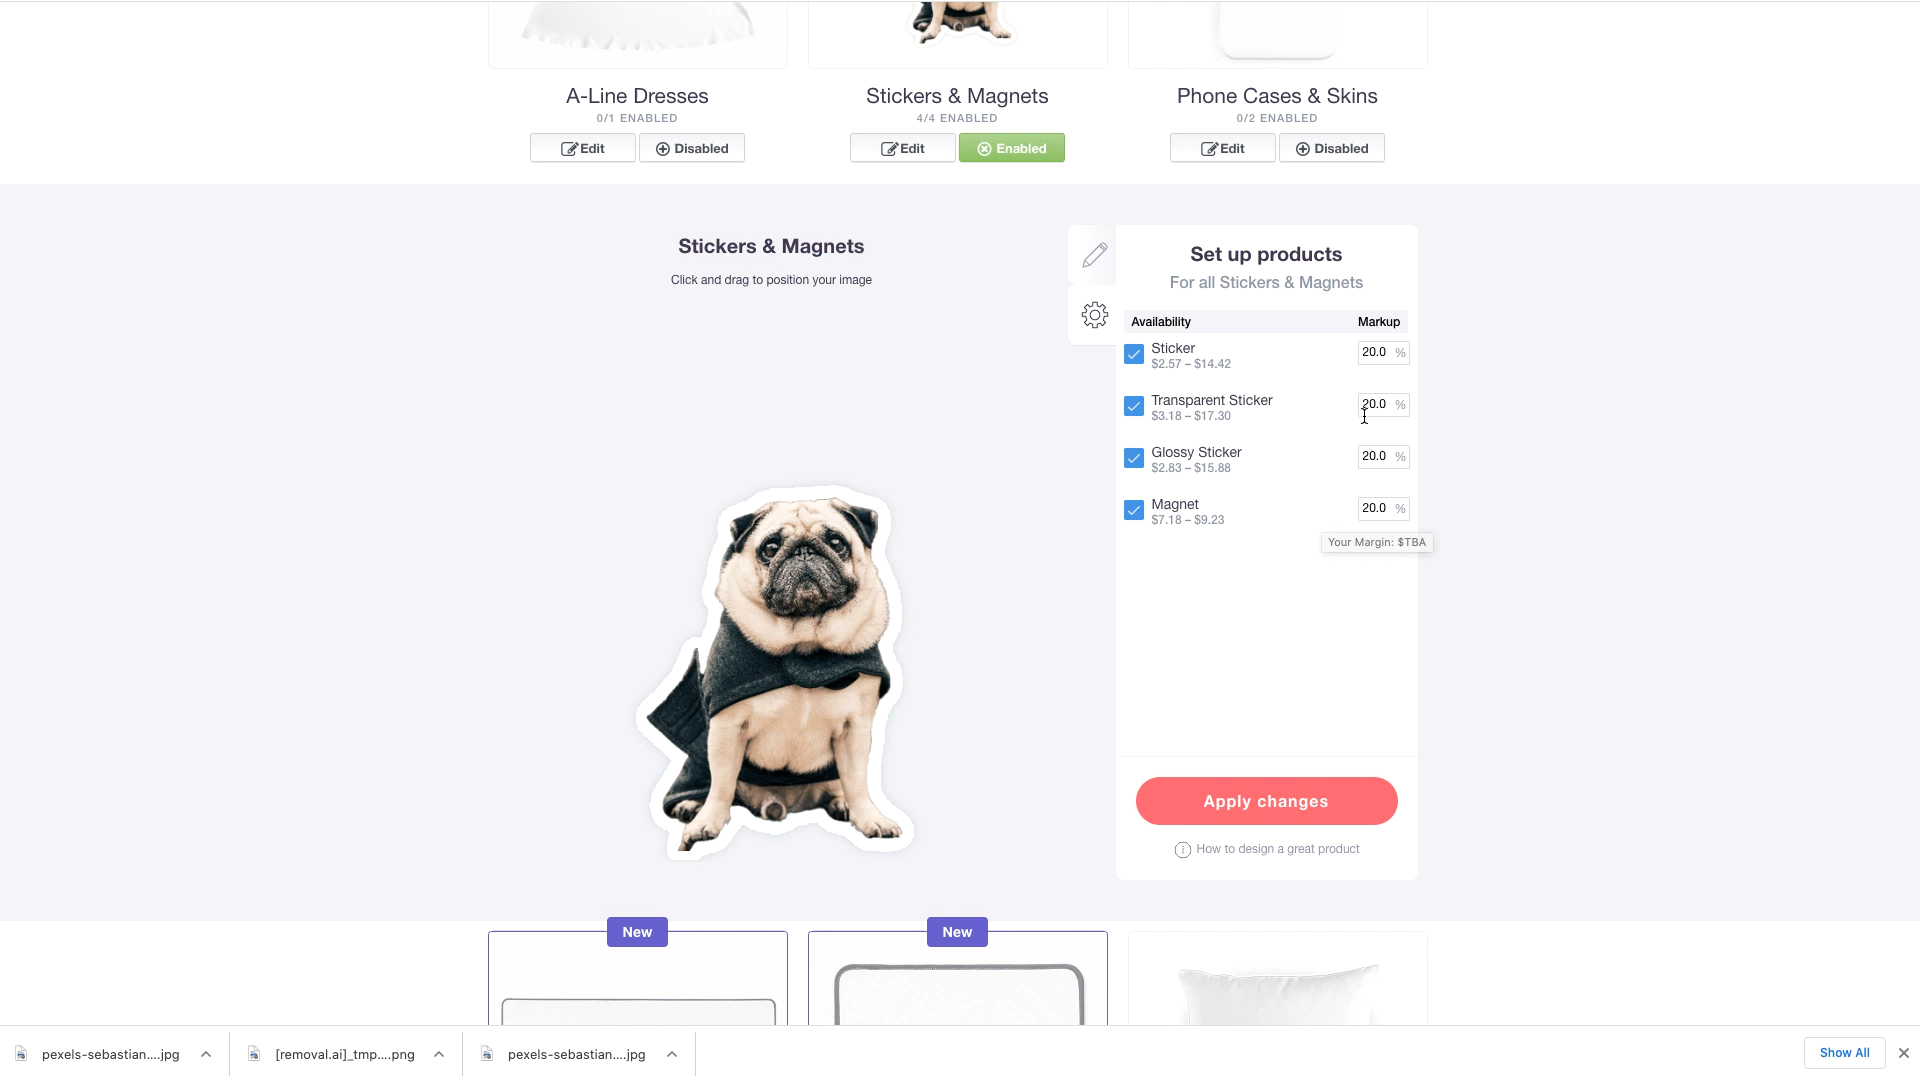 A-Line Dresses
0/1 ENABLED
Edit
Disabled
Stickers & Magnets
4/4 ENABLED
Edit
Enabled
Phone Cases & Skins
0/2 ENABLED
Edit
Disabled
Stickers & Magnets
Click and drag to position your image
Set up products
For all Stickers & Magnets
Availability Markup
Sticker 20.0 %
$2.57 – $14.42
Transparent Sticker 20.0 %
$3.18 – $17.30
Glossy Sticker 20.0 %
$2.83 – $15.88
Magnet 20.0 %
$7.18 – $9.23
Your Margin: $TBA
Apply changes
How to design a great product
New
New
pexels-sebastian....jpg
[removal.ai]_tmp....png
pexels-sebastian....jpg
Show All